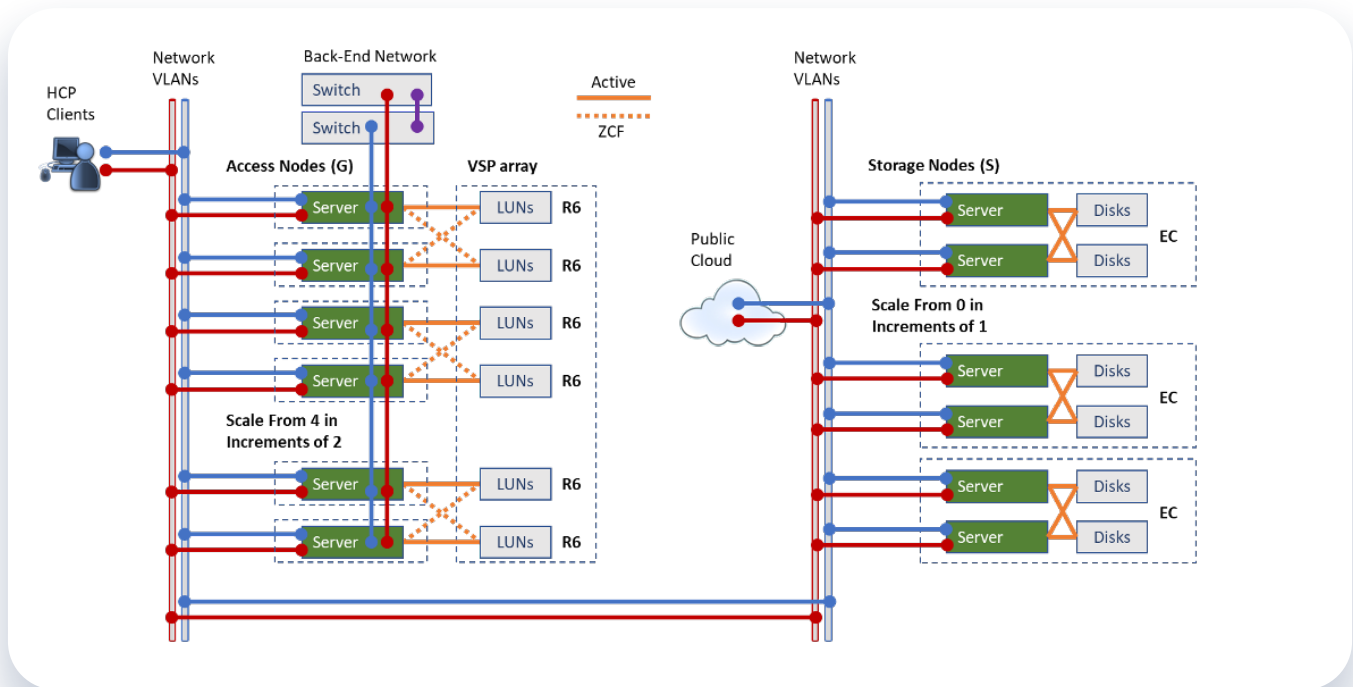 Network
VLANs
Back-End Network
Switch
Switch
HCP
Clients
Active
ZCF
Access Nodes (G)
VSP array
Server
LUNs
R6
Server
LUNs
R6
Server
LUNs
R6
Server
LUNs
R6
Scale From 4 in
Increments of 2
Server
LUNs
R6
Server
LUNs
R6
Network
VLANs
Public
Cloud
Storage Nodes (S)
Server
Disks
EC
Server
Disks
Scale From 0 in
Increments of 1
Server
Disks
EC
Server
Disks
Server
Disks
EC
Server
Disks